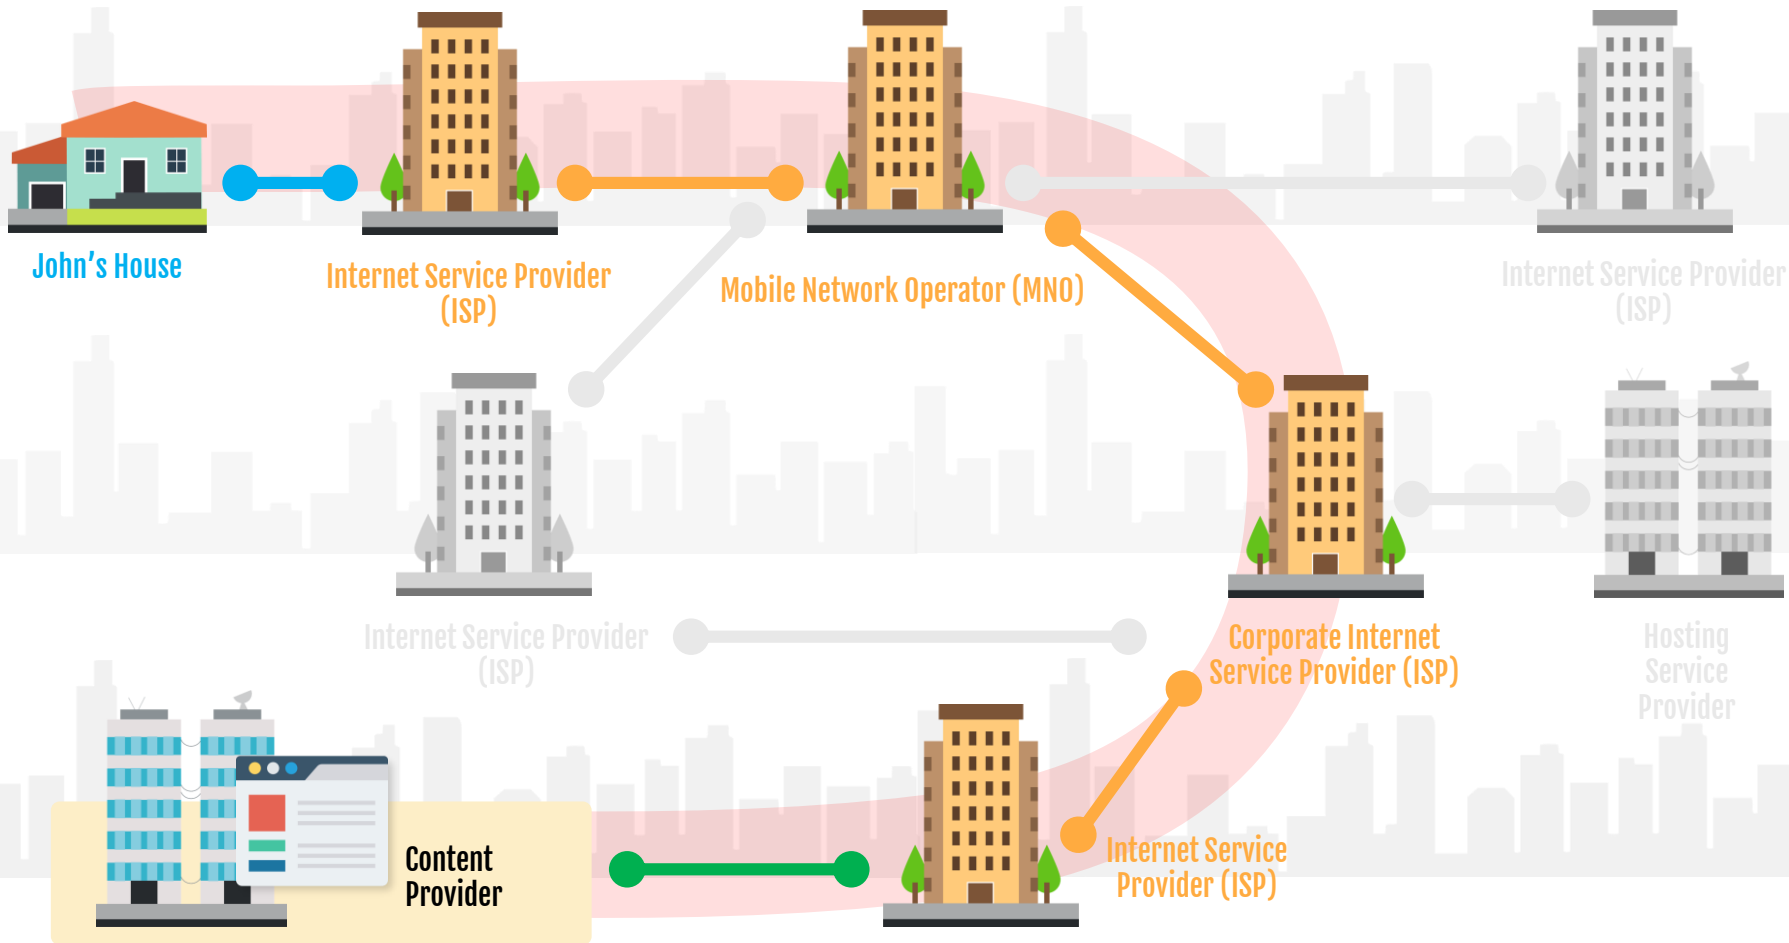 John's House
Internet Service Provider
(ISP)
Mobile Network Operator (MNO)
Internet Service Provider
(ISP)
Internet Service Provider
(ISP)
Corporate Internet
Service Provider (ISP)
Hosting
Service
Provider
Content
Provider
Internet Service
Provider (ISP)